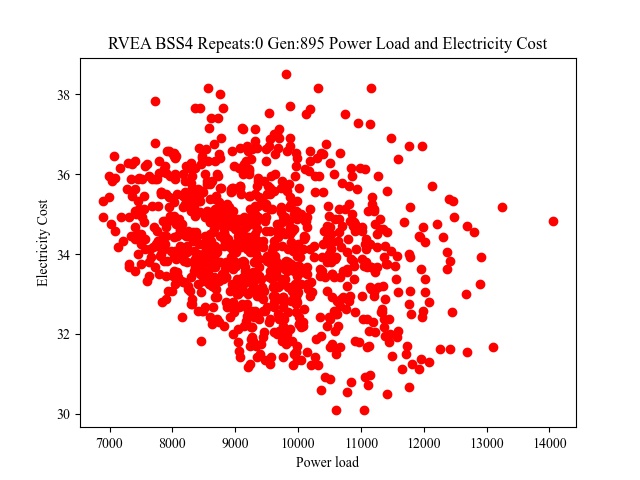 RVEA BSS4 Repeats:0 Gen:895 Power Load and Electricity Cost
38
36
34
32
30
Electricity Cost
7000 8000 9000 10000 11000 12000 13000 14000
Power load